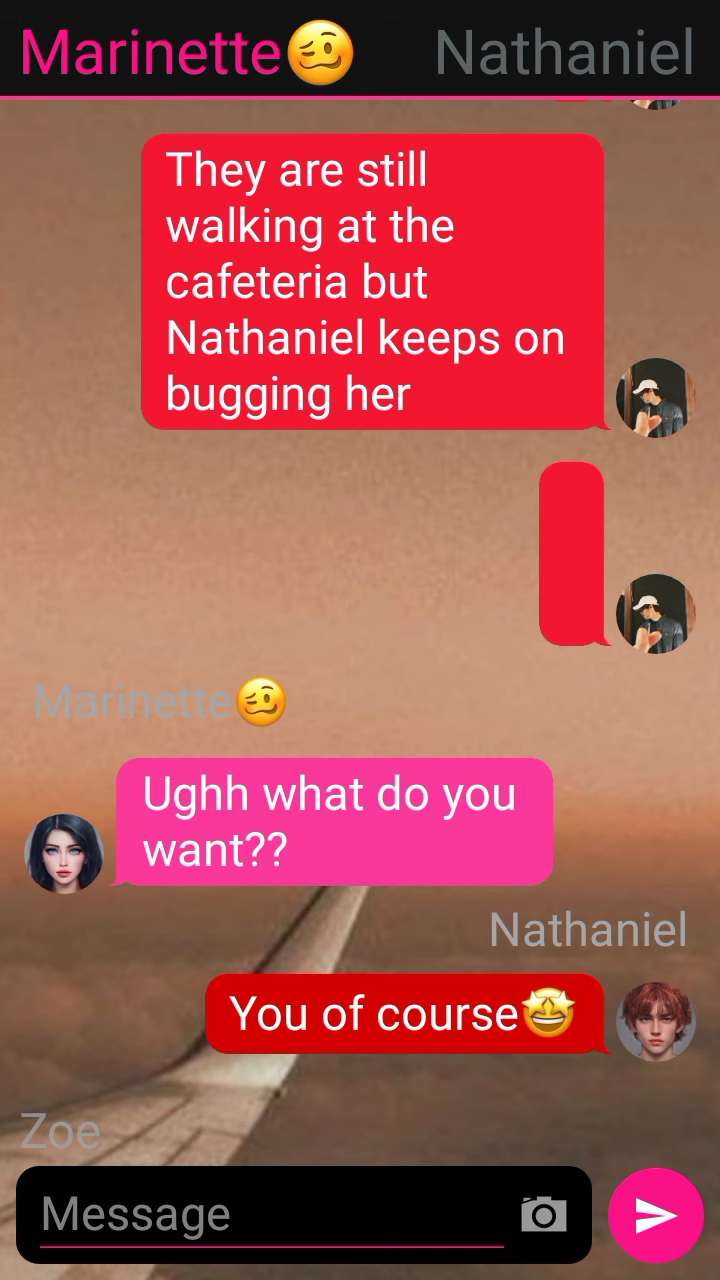 Marinette🥴 Nathaniel
They are still
walking at the
cafeteria but
Nathaniel keeps on
bugging her
Marinette🥴
Ughh what do you
want??
Nathaniel
You of course🤩
Zoe
Message